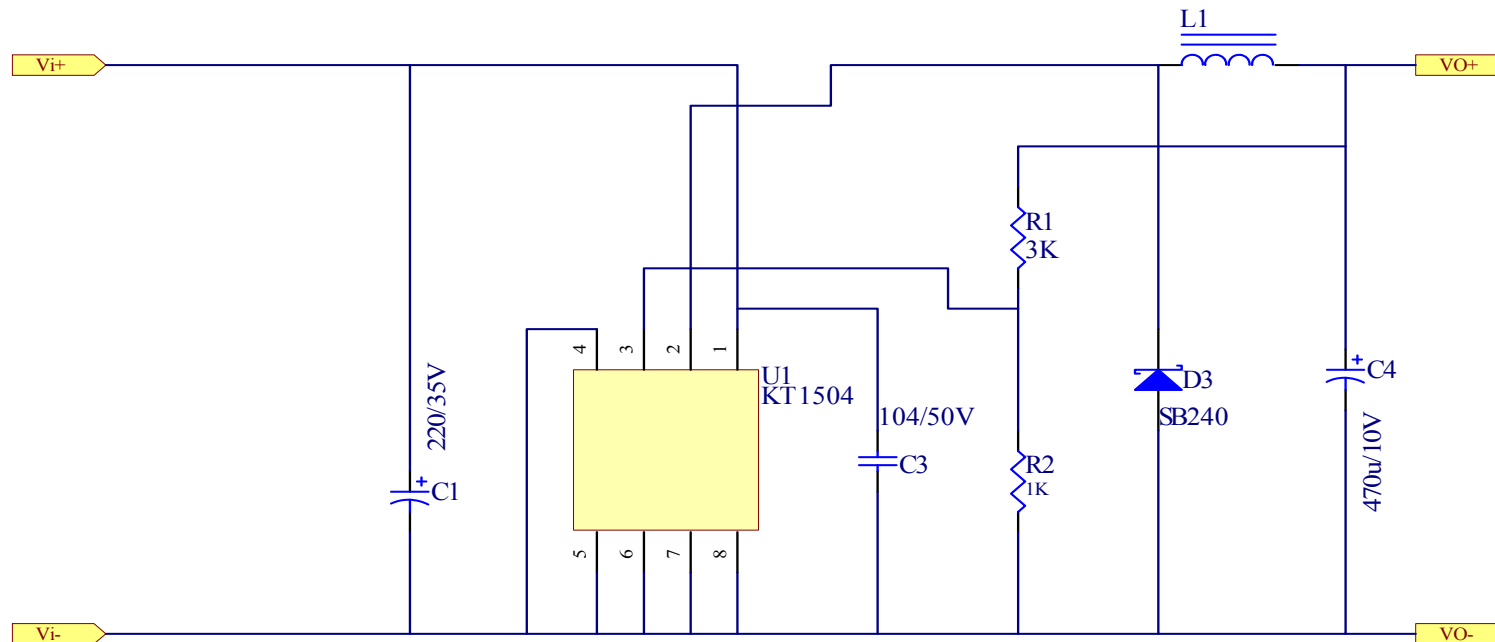 L1
Vi+
VO+
R1
3K
4
3
2
1
U1
KT1504
220/35V
C1
104/50V
C3
D3
SB240
C4
470u/10V
R2
1K
5
6
7
8
Vi-
VO-